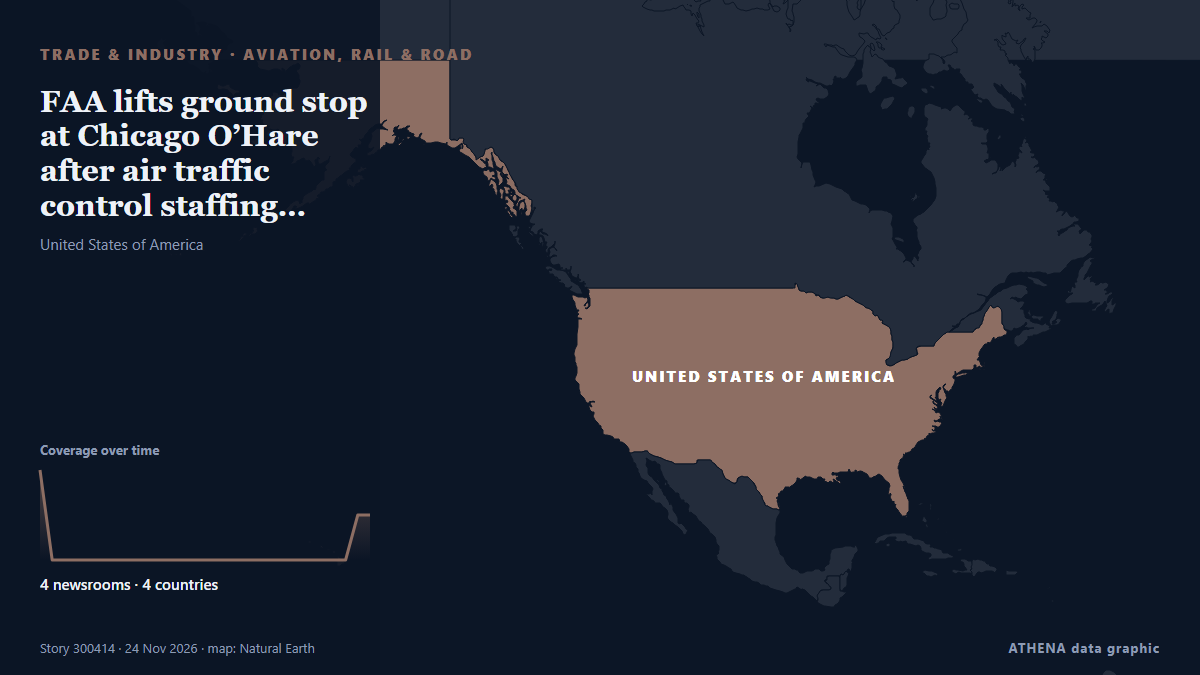 TRADE & INDUSTRY · AVIATION, RAIL & ROAD
FAA lifts ground stop
at Chicago O’Hare
after air traffic
control staffing…
United States of America
UNITED STATES OF AMERICA
Coverage over time
4 newsrooms · 4 countries
Story 300414 · 24 Nov 2026 · map: Natural Earth
ATHENA data graphic